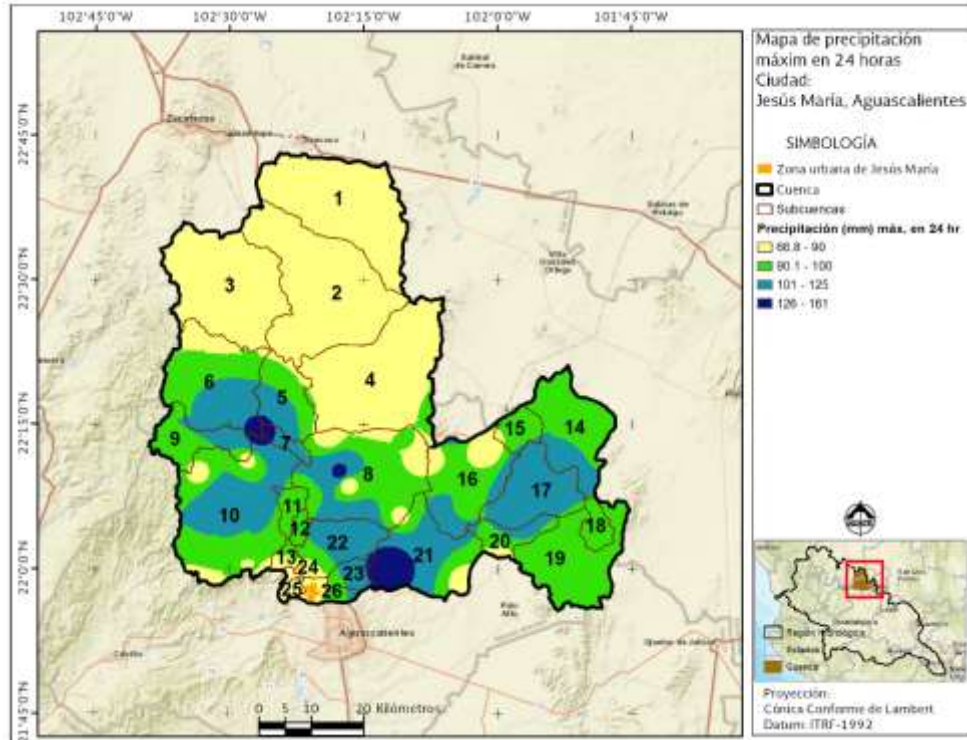 102°45'0"W 102°30'0"W 102°15'0"W 102°0'0"W 101°45'0"W
22°45'0"N
22°30'0"N
22°15'0"N
22°0'0"N
21°45'0"N
Zacatecas
1
2
3
4
5
6
7
8
9
10
11
12
13
14
15
16
17
18
19
20
21
22
23
24
25
26
Aguascalientes
0 5 10 20 Kilómetros
Mapa de precipitación
máxim en 24 horas
Ciudad:
Jesús María, Aguascalientes
SIMBOLOGÍA
Zona urbana de Jesús María
Cuenca
Subcuencas
Precipitación (mm) máx. en 24 hr
68.8 - 90
90.1 - 100
101 - 125
126 - 161
Región hidrológica
Estados
Cuenca
Proyección:
Cónica Conforme de Lambert
Datum: ITRF-1992